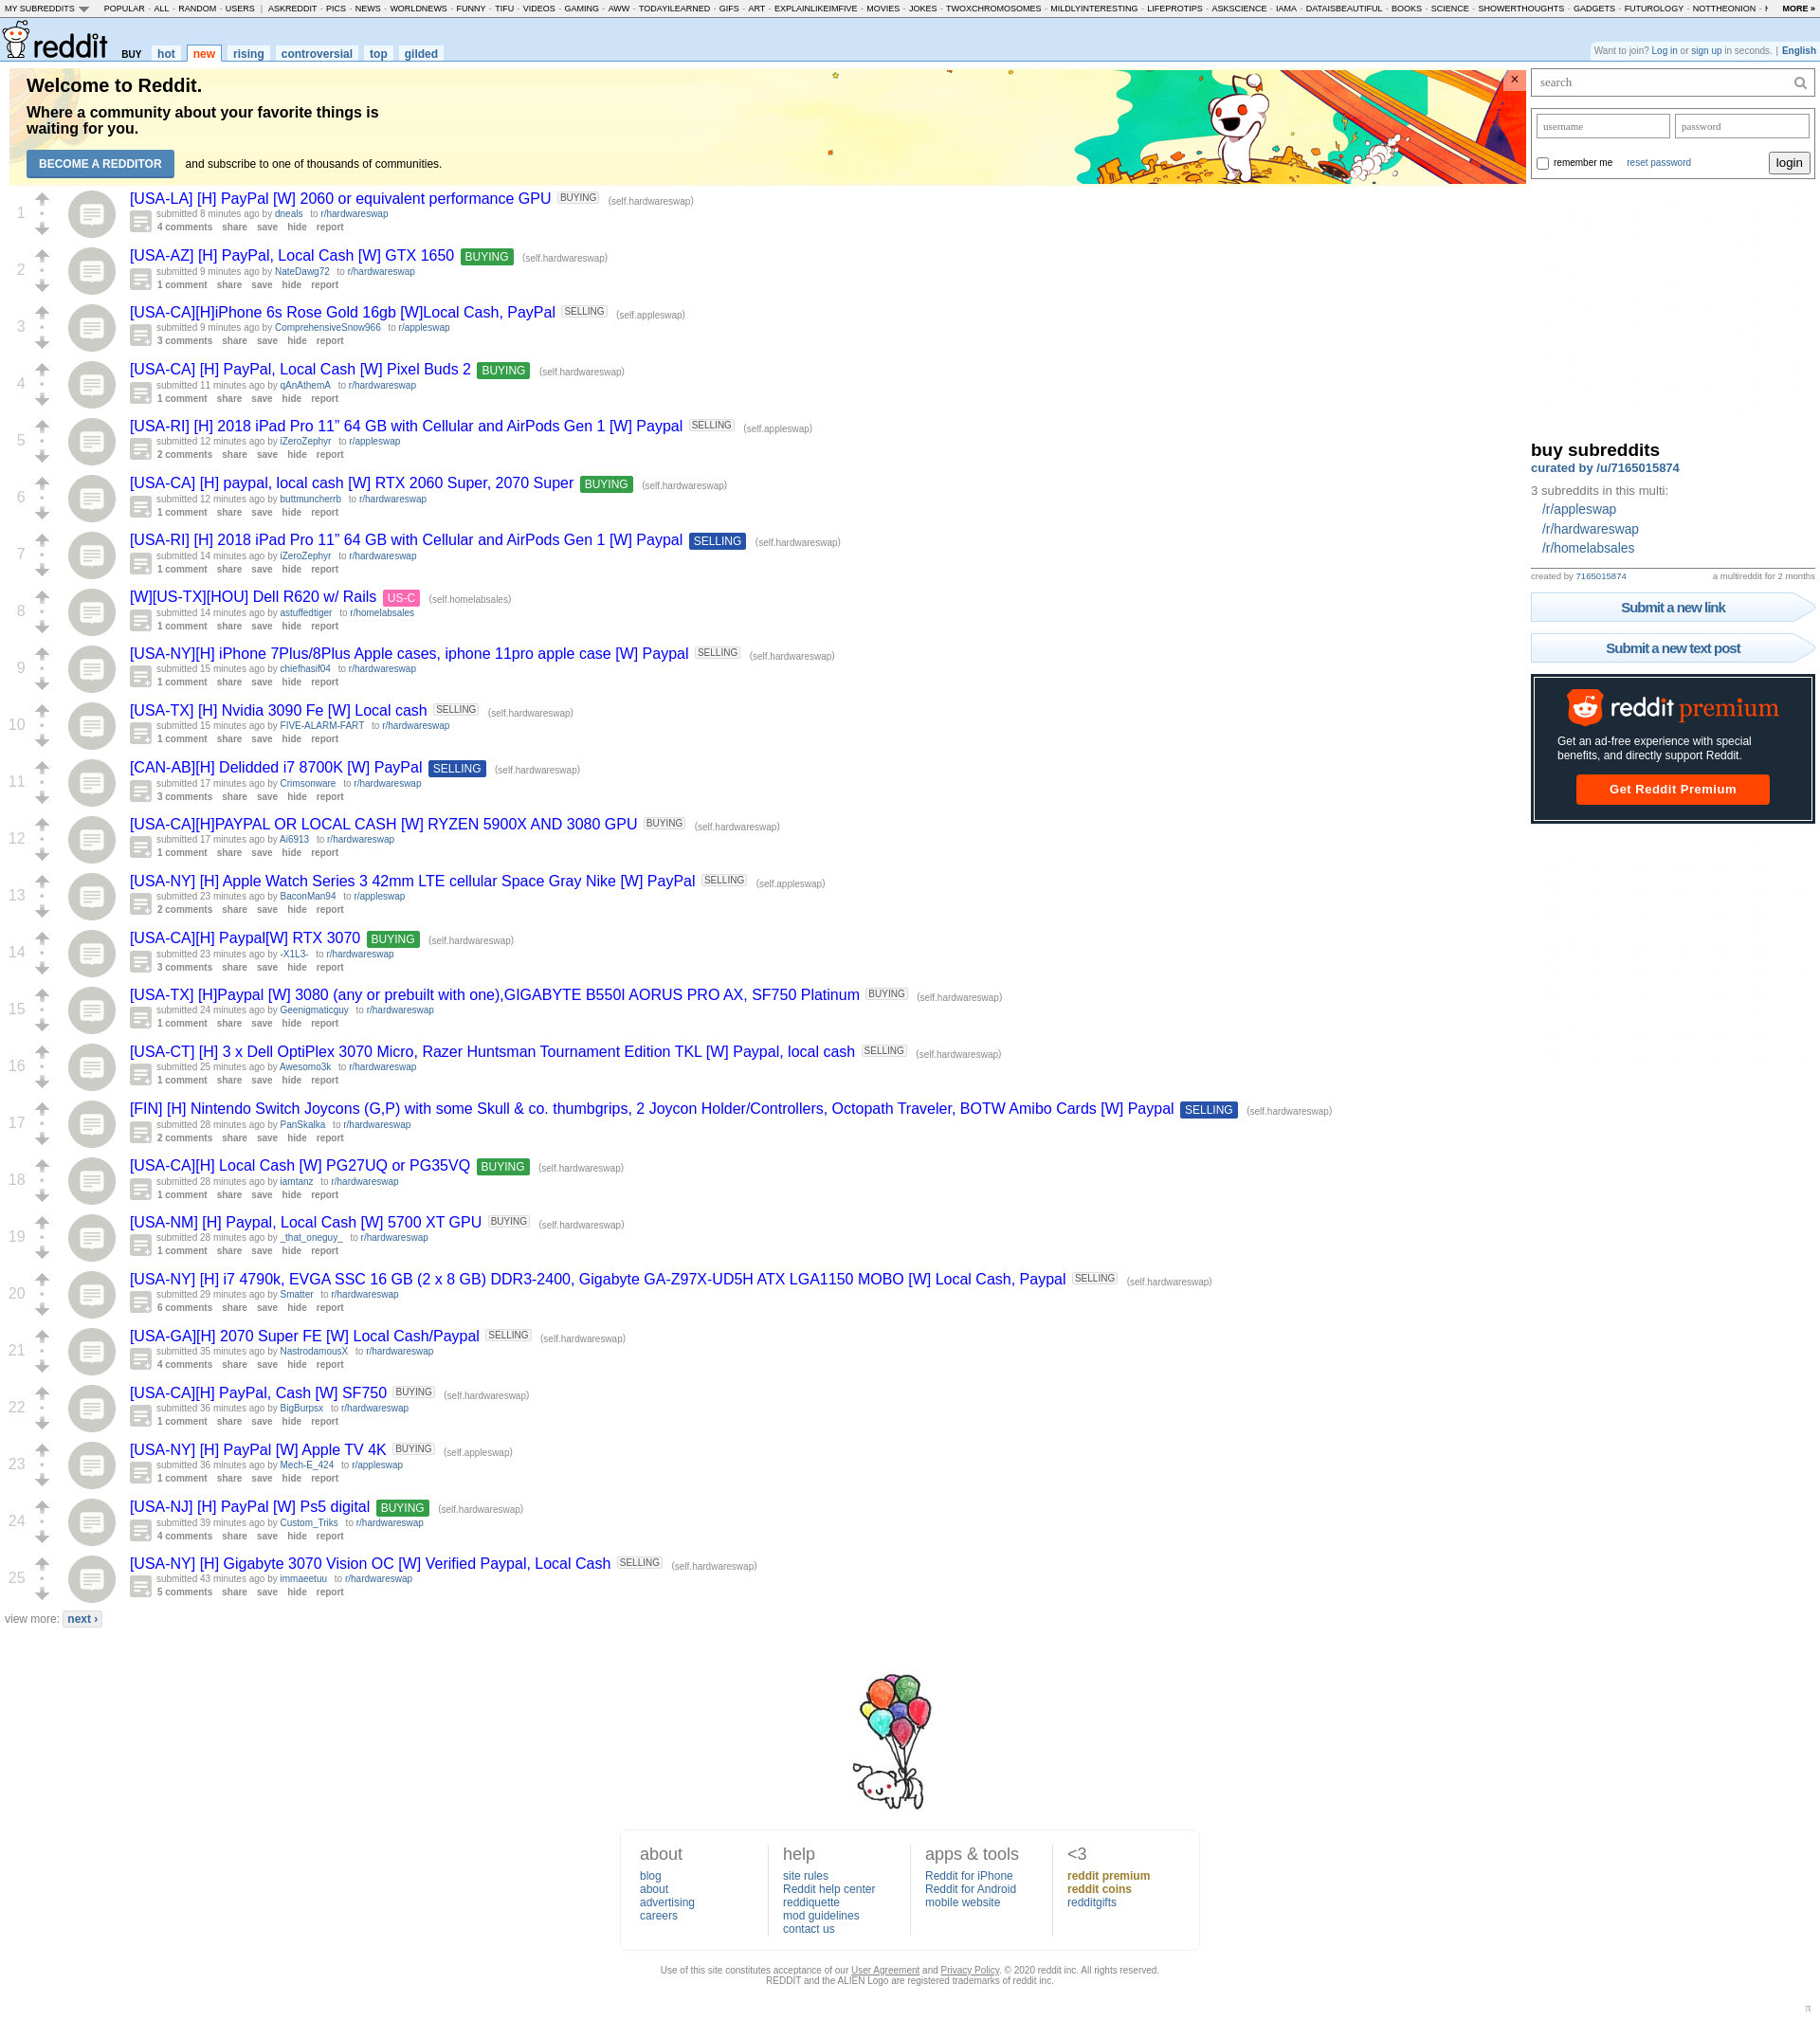 MY SUBREDDITS POPULAR - ALL - RANDOM - USERS | ASKREDDIT - PICS - NEWS - WORLDNEWS - FUNNY - TIFU - VIDEOS - GAMING - AWW - TODAYILEARNED - GIFS - ART - EXPLAINLIKEIMFIVE - MOVIES - JOKES - TWOXCHROMOSOMES - MILDLYINTERESTING - LIFEPROTIPS - ASKSCIENCE - IAMA - DATAISBEAUTIFUL - BOOKS - SCIENCE - SHOWERTHOUGHTS - GADGETS - FUTUROLOGY - NOTTHEONION - MORE »
reddit BUY hot new rising controversial top gilded
Want to join? Log in or sign up in seconds. | English
Welcome to Reddit.
Where a community about your favorite things is
waiting for you.
BECOME A REDDITOR and subscribe to one of thousands of communities.
×
search
username password
remember me reset password login
1 [USA-LA] [H] PayPal [W] 2060 or equivalent performance GPU BUYING (self.hardwareswap)
submitted 8 minutes ago by dneals to r/hardwareswap
4 comments share save hide report
2 [USA-AZ] [H] PayPal, Local Cash [W] GTX 1650 BUYING (self.hardwareswap)
submitted 9 minutes ago by NateDawg72 to r/hardwareswap
1 comment share save hide report
3 [USA-CA][H]iPhone 6s Rose Gold 16gb [W]Local Cash, PayPal SELLING (self.appleswap)
submitted 9 minutes ago by ComprehensiveSnow966 to r/appleswap
3 comments share save hide report
4 [USA-CA] [H] PayPal, Local Cash [W] Pixel Buds 2 BUYING (self.hardwareswap)
submitted 11 minutes ago by qAnAthemA to r/hardwareswap
1 comment share save hide report
5 [USA-RI] [H] 2018 iPad Pro 11” 64 GB with Cellular and AirPods Gen 1 [W] Paypal SELLING (self.appleswap)
submitted 12 minutes ago by iZeroZephyr to r/appleswap
2 comments share save hide report
6 [USA-CA] [H] paypal, local cash [W] RTX 2060 Super, 2070 Super BUYING (self.hardwareswap)
submitted 12 minutes ago by buttmuncherrb to r/hardwareswap
1 comment share save hide report
7 [USA-RI] [H] 2018 iPad Pro 11” 64 GB with Cellular and AirPods Gen 1 [W] Paypal SELLING (self.hardwareswap)
submitted 14 minutes ago by iZeroZephyr to r/hardwareswap
1 comment share save hide report
8 [W][US-TX][HOU] Dell R620 w/ Rails US-C (self.homelabsales)
submitted 14 minutes ago by astuffedtiger to r/homelabsales
1 comment share save hide report
9 [USA-NY][H] iPhone 7Plus/8Plus Apple cases, iphone 11pro apple case [W] Paypal SELLING (self.hardwareswap)
submitted 15 minutes ago by chiefhasif04 to r/hardwareswap
1 comment share save hide report
10 [USA-TX] [H] Nvidia 3090 Fe [W] Local cash SELLING (self.hardwareswap)
submitted 15 minutes ago by FIVE-ALARM-FART to r/hardwareswap
1 comment share save hide report
11 [CAN-AB][H] Delidded i7 8700K [W] PayPal SELLING (self.hardwareswap)
submitted 17 minutes ago by Crimsonware to r/hardwareswap
3 comments share save hide report
12 [USA-CA][H]PAYPAL OR LOCAL CASH [W] RYZEN 5900X AND 3080 GPU BUYING (self.hardwareswap)
submitted 17 minutes ago by Ai6913 to r/hardwareswap
1 comment share save hide report
13 [USA-NY] [H] Apple Watch Series 3 42mm LTE cellular Space Gray Nike [W] PayPal SELLING (self.appleswap)
submitted 23 minutes ago by BaconMan94 to r/appleswap
2 comments share save hide report
14 [USA-CA][H] Paypal[W] RTX 3070 BUYING (self.hardwareswap)
submitted 23 minutes ago by -X1L3- to r/hardwareswap
3 comments share save hide report
15 [USA-TX] [H]Paypal [W] 3080 (any or prebuilt with one),GIGABYTE B550I AORUS PRO AX, SF750 Platinum BUYING (self.hardwareswap)
submitted 24 minutes ago by Geenigmaticguy to r/hardwareswap
1 comment share save hide report
16 [USA-CT] [H] 3 x Dell OptiPlex 3070 Micro, Razer Huntsman Tournament Edition TKL [W] Paypal, local cash SELLING (self.hardwareswap)
submitted 25 minutes ago by Awesomo3k to r/hardwareswap
1 comment share save hide report
17 [FIN] [H] Nintendo Switch Joycons (G,P) with some Skull & co. thumbgrips, 2 Joycon Holder/Controllers, Octopath Traveler, BOTW Amibo Cards [W] Paypal SELLING (self.hardwareswap)
submitted 28 minutes ago by PanSkalka to r/hardwareswap
2 comments share save hide report
18 [USA-CA][H] Local Cash [W] PG27UQ or PG35VQ BUYING (self.hardwareswap)
submitted 28 minutes ago by iamtanz to r/hardwareswap
1 comment share save hide report
19 [USA-NM] [H] Paypal, Local Cash [W] 5700 XT GPU BUYING (self.hardwareswap)
submitted 28 minutes ago by _that_oneguy_ to r/hardwareswap
1 comment share save hide report
20 [USA-NY] [H] i7 4790k, EVGA SSC 16 GB (2 x 8 GB) DDR3-2400, Gigabyte GA-Z97X-UD5H ATX LGA1150 MOBO [W] Local Cash, Paypal SELLING (self.hardwareswap)
submitted 29 minutes ago by Smatter to r/hardwareswap
6 comments share save hide report
21 [USA-GA][H] 2070 Super FE [W] Local Cash/Paypal SELLING (self.hardwareswap)
submitted 35 minutes ago by NastrodamousX to r/hardwareswap
4 comments share save hide report
22 [USA-CA][H] PayPal, Cash [W] SF750 BUYING (self.hardwareswap)
submitted 36 minutes ago by BigBurpsx to r/hardwareswap
1 comment share save hide report
23 [USA-NY] [H] PayPal [W] Apple TV 4K BUYING (self.appleswap)
submitted 36 minutes ago by Mech-E_424 to r/appleswap
1 comment share save hide report
24 [USA-NJ] [H] PayPal [W] Ps5 digital BUYING (self.hardwareswap)
submitted 39 minutes ago by Custom_Triks to r/hardwareswap
4 comments share save hide report
25 [USA-NY] [H] Gigabyte 3070 Vision OC [W] Verified Paypal, Local Cash SELLING (self.hardwareswap)
submitted 43 minutes ago by immaeetuu to r/hardwareswap
5 comments share save hide report
view more: next ›
buy subreddits
curated by /u/7165015874
3 subreddits in this multi:
/r/appleswap
/r/hardwareswap
/r/homelabsales
created by 7165015874 a multireddit for 2 months
Submit a new link
Submit a new text post
reddit premium
Get an ad-free experience with special
benefits, and directly support Reddit.
Get Reddit Premium
about
blog
about
advertising
careers
help
site rules
Reddit help center
reddiquette
mod guidelines
contact us
apps & tools
Reddit for iPhone
Reddit for Android
mobile website
<3
reddit premium
reddit coins
redditgifts
Use of this site constitutes acceptance of our User Agreement and Privacy Policy. © 2020 reddit inc. All rights reserved.
REDDIT and the ALIEN Logo are registered trademarks of reddit inc.
π